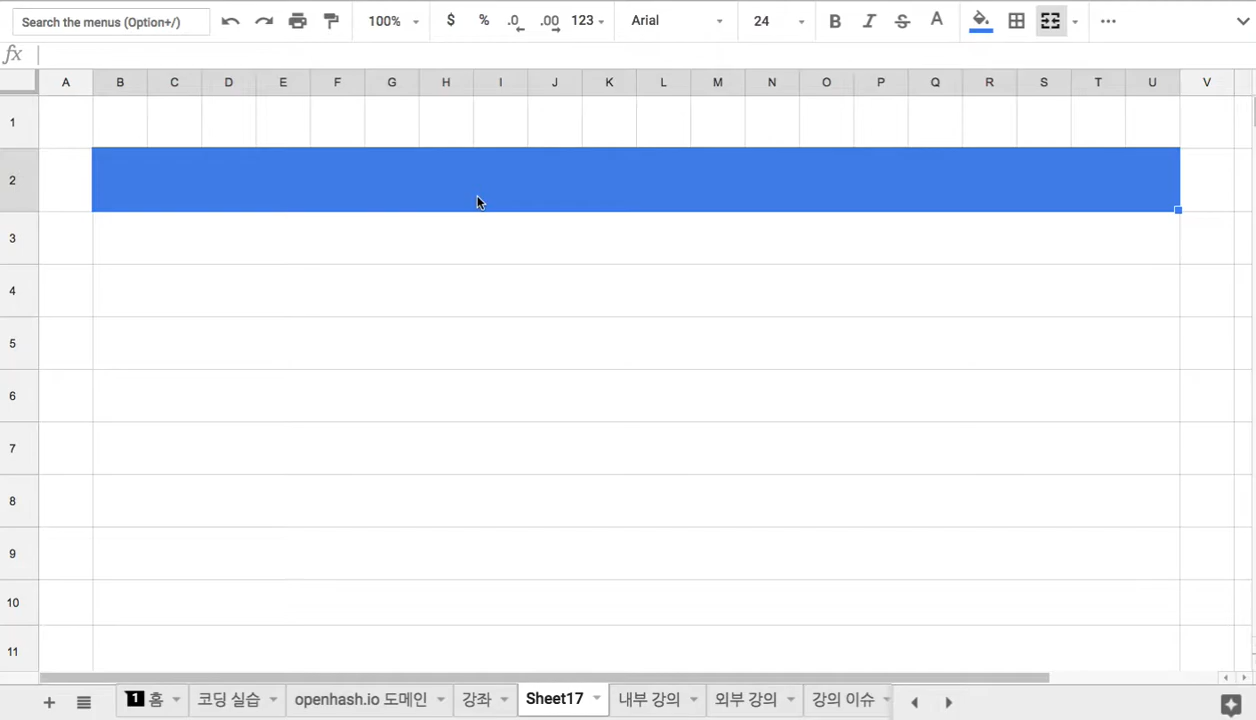 Search the menus (Option+/) 100% $ % .0 .00 123 Arial 24 B I S A
fx
A B C D E F G H I J K L M N O P Q R S T U V
1
2
3
4
5
6
7
8
9
10
11
1 홈 코딩 실습 openhash.io 도메인 강좌 Sheet17 내부 강의 외부 강의 강의 이슈